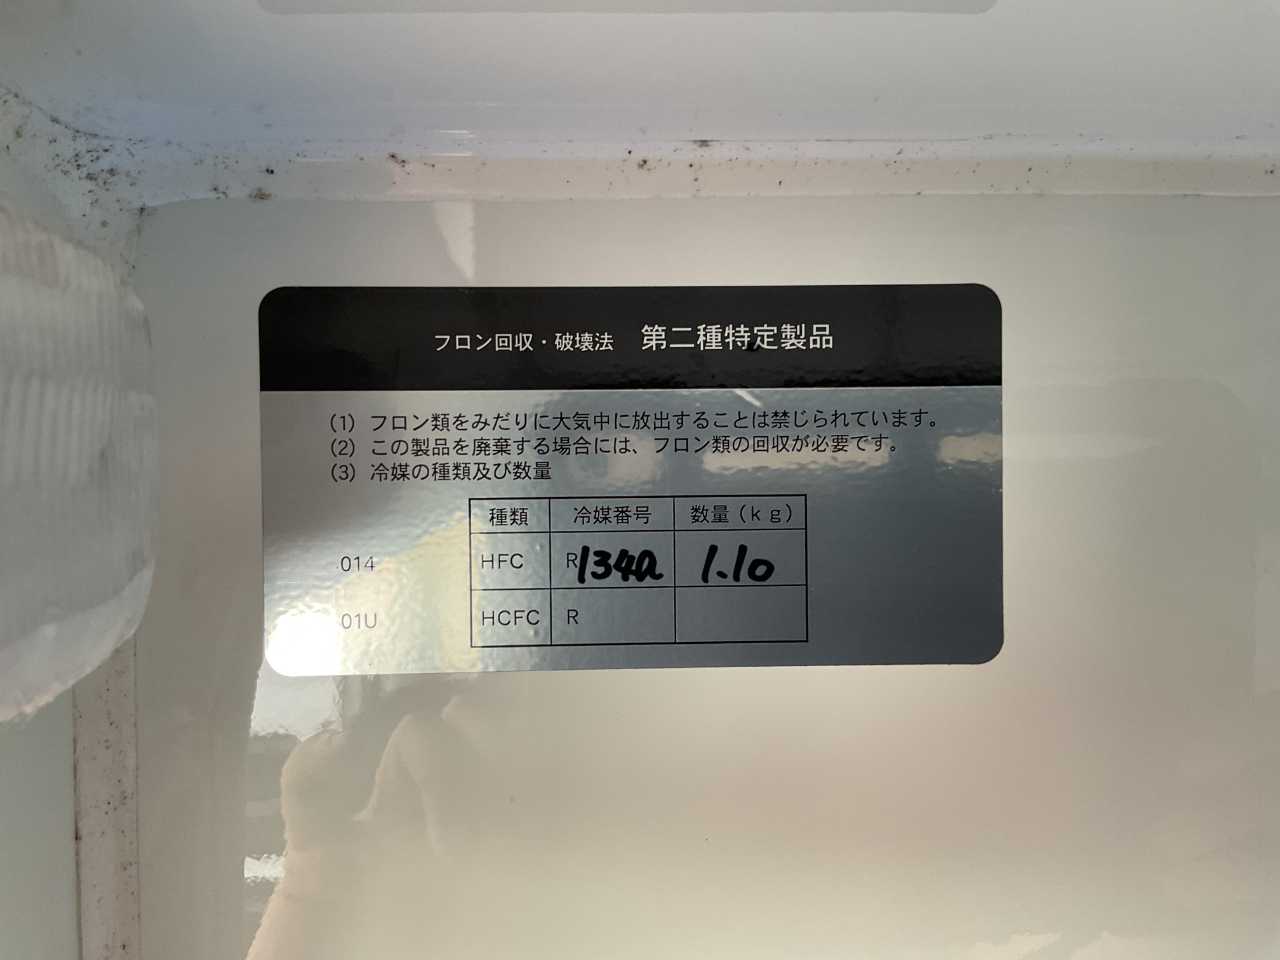 フロン回収・破壊法　第二種特定製品
(1) フロン類をみだりに大気中に放出することは禁じられています。
(2) この製品を廃棄する場合には、フロン類の回収が必要です。
(3) 冷媒の種類及び数量
種類 冷媒番号 数量(kg)
014 HFC R134a 1.10
01U HCFC R